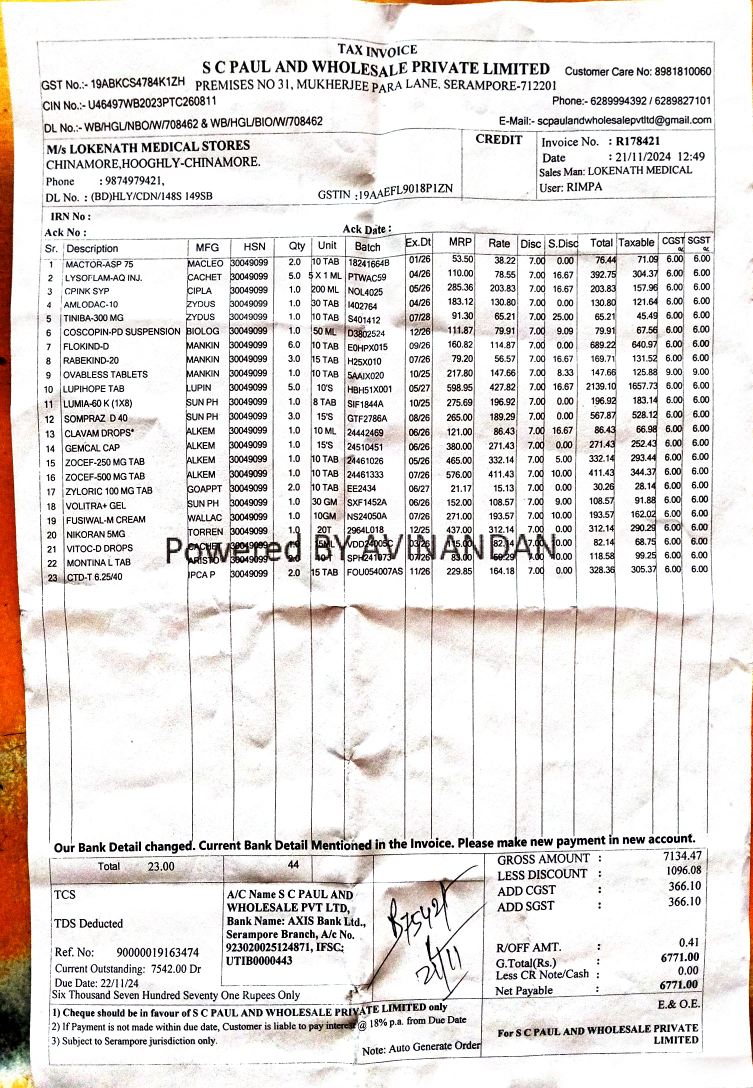 TAX INVOICE
S C PAUL AND WHOLESALE PRIVATE LIMITED
Customer Care No: 8981810060
GST No.:- 19ABKCS4784K1ZH
PREMISES NO 31, MUKHERJEE PARA LANE, SERAMPORE-712201
CIN No.:- U46497WB2023PTC260811
Phone:- 6289994392 / 6289827101
DL No.:- WB/HGL/NBO/W/708462 & WB/HGL/BIO/W/708462
E-Mail:- scpaulandwholesalepvtltd@gmail.com
M/s LOKENATH MEDICAL STORES
CREDIT
Invoice No. : R178421
CHINAMORE,HOOGHLY-CHINAMORE.
Date : 21/11/2024 12:49
Phone : 9874979421,
Sales Man: LOKENATH MEDICAL
DL No. : (BD)HLY/CDN/148S 149SB
GSTIN :19AAEFL9018P1ZN
User: RIMPA
IRN No :
Ack No :
Ack Date :
Sr. Description MFG HSN Qty Unit Batch Ex.Dt MRP Rate Disc S.Disc Total Taxable CGST % SGST %
1 MACTOR-ASP 75 MACLEO 30049099 2.0 10 TAB 18241664B 01/26 53.50 38.22 7.00 0.00 76.44 71.09 6.00 6.00
2 LYSOFLAM-AQ INJ. CACHET 30049099 5.0 5 X 1 ML PTWAC59 04/26 110.00 78.55 7.00 16.67 392.75 304.37 6.00 6.00
3 CPINK SYP CIPLA 30049099 1.0 200 ML NOL4025 05/26 285.36 203.83 7.00 16.67 203.83 157.96 6.00 6.00
4 AMLODAC-10 ZYDUS 30049099 1.0 30 TAB I402764 04/26 183.12 130.80 7.00 0.00 130.80 121.64 6.00 6.00
5 TINIBA-300 MG ZYDUS 30049099 1.0 10 TAB S401412 07/28 91.30 65.21 7.00 25.00 65.21 45.49 6.00 6.00
6 COSCOPIN-PD SUSPENSION BIOLOG 30049099 1.0 50 ML D3802524 12/26 111.87 79.91 7.00 9.09 79.91 67.56 6.00 6.00
7 FLOKIND-D MANKIN 30049099 6.0 10 TAB E0HPX015 09/26 160.82 114.87 7.00 0.00 689.22 640.97 6.00 6.00
8 RABEKIND-20 MANKIN 30049099 3.0 15 TAB H25X010 07/26 79.20 56.57 7.00 16.67 169.71 131.52 6.00 6.00
9 OVABLESS TABLETS MANKIN 30049099 1.0 10 TAB 5AAIX020 10/25 217.80 147.66 7.00 8.33 147.66 125.88 9.00 9.00
10 LUPIHOPE TAB LUPIN 30049099 5.0 10'S HBH51X001 05/27 598.95 427.82 7.00 16.67 2139.10 1657.73 6.00 6.00
11 LUMIA-60 K (1X8) SUN PH 30049099 1.0 8 TAB SIF1844A 10/25 275.69 196.92 7.00 0.00 196.92 183.14 6.00 6.00
12 SOMPRAZ D 40 SUN PH 30049099 3.0 15'S GTF2786A 08/26 265.00 189.29 7.00 0.00 567.87 528.12 6.00 6.00
13 CLAVAM DROPS* ALKEM 30049099 1.0 10 ML 24442469 06/26 121.00 86.43 7.00 16.67 86.43 66.98 6.00 6.00
14 GEMCAL CAP ALKEM 30049099 1.0 15'S 24510451 06/26 380.00 271.43 7.00 0.00 271.43 252.43 6.00 6.00
15 ZOCEF-250 MG TAB ALKEM 30049099 1.0 10 TAB 24461026 05/26 465.00 332.14 7.00 5.00 332.14 293.44 6.00 6.00
16 ZOCEF-500 MG TAB ALKEM 30049099 1.0 10 TAB 24461333 07/26 576.00 411.43 7.00 10.00 411.43 344.37 6.00 6.00
17 ZYLORIC 100 MG TAB GOAPPT 30049099 2.0 10 TAB EE2434 06/27 21.17 15.13 7.00 0.00 30.26 28.14 6.00 6.00
18 VOLITRA+ GEL SUN PH 30049099 1.0 30 GM SXF1452A 06/26 152.00 108.57 7.00 9.00 108.57 91.88 6.00 6.00
19 FUSIWAL-M CREAM WALLAC 30049099 1.0 10GM NS24050A 07/26 271.00 193.57 7.00 10.00 193.57 162.02 6.00 6.00
20 NIKORAN 5MG TORREN 30049099 1.0 20T 2964L018 12/25 437.00 312.14 7.00 0.00 312.14 290.29 6.00 6.00
21 VITOC-D DROPS CACHET 30049099 1.0 15ML VDD24005C 03/26 115.00 82.14 7.00 82.14 68.75 6.00 6.00
22 MONTINA L TAB ARISTO 30049099 10 T SPH241073 07/26 83.00 59.29 7.00 10.00 118.58 99.25 6.00 6.00
23 CTD-T 6.25/40 IPCA P 30049099 2.0 15 TAB FOU054007AS 11/26 229.85 164.18 7.00 0.00 328.36 305.37 6.00 6.00
Powered BY AVINANDAN
Our Bank Detail changed. Current Bank Detail Mentioned in the Invoice. Please make new payment in new account.
Total 23.00 44
GROSS AMOUNT : 7134.47
LESS DISCOUNT : 1096.08
ADD CGST : 366.10
ADD SGST : 366.10
TCS
TDS Deducted
A/C Name S C PAUL AND
WHOLESALE PVT LTD,
Bank Name: AXIS Bank Ltd.,
Serampore Branch, A/c No.
923020025124871, IFSC;
UTIB0000443
B7542/
21/11
R/OFF AMT. : 0.41
G.Total(Rs.) : 6771.00
Less CR Note/Cash : 0.00
Net Payable : 6771.00
Ref. No: 90000019163474
Current Outstanding: 7542.00 Dr
Due Date: 22/11/24
Six Thousand Seven Hundred Seventy One Rupees Only
1) Cheque should be in favour of S C PAUL AND WHOLESALE PRIVATE LIMITED only
2) If Payment is not made within due date, Customer is liable to pay interest @ 18% p.a. from Due Date
3) Subject to Serampore jurisdiction only.
Note: Auto Generate Order
E.& O.E.
For S C PAUL AND WHOLESALE PRIVATE
LIMITED